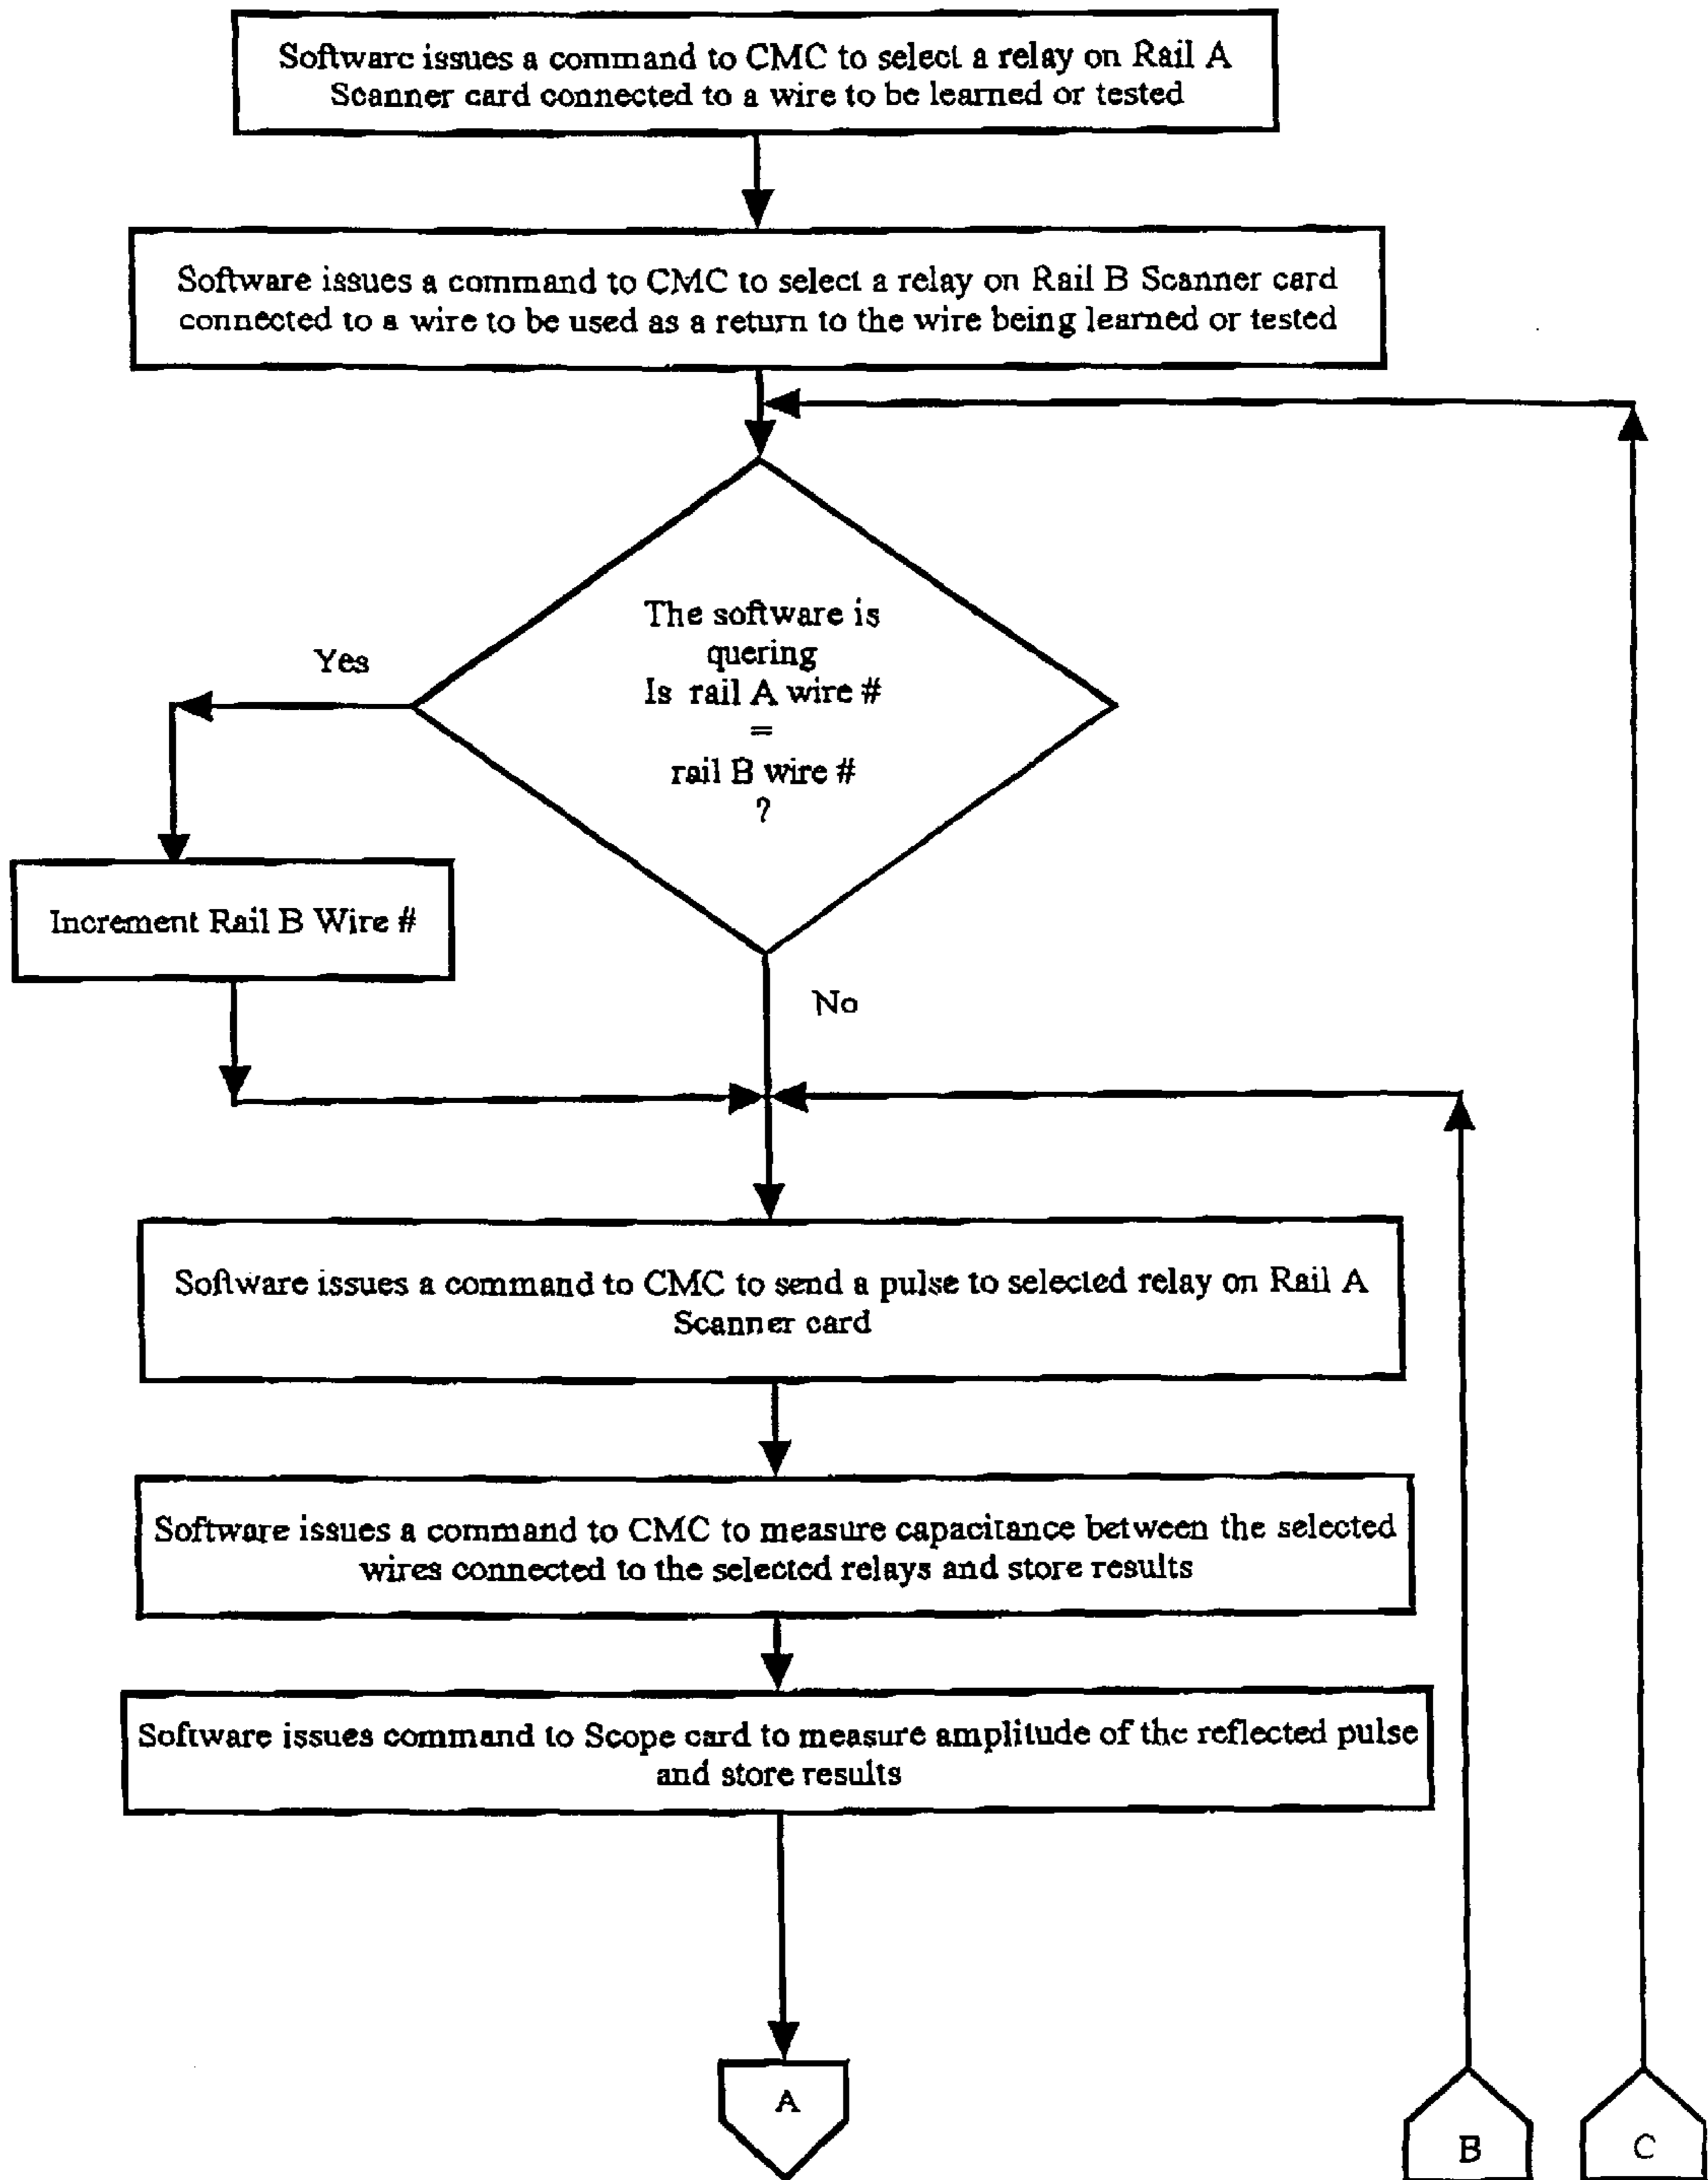 Software issues a command to CMC to select a relay on Rail A
Scanner card connected to a wire to be learned or tested
Software issues a command to CMC to select a relay on Rail B Scanner card
connected to a wire to be used as a return to the wire being learned or tested
The software is
quering
Is rail A wire #
=
rail B wire #
?
Yes
Increment Rail B Wire #
No
Software issues a command to CMC to send a pulse to selected relay on Rail A
Scanner card
Software issues a command to CMC to measure capacitance between the selected
wires connected to the selected relays and store results
Software issues command to Scope card to measure amplitude of the reflected pulse
and store results
A
B
C